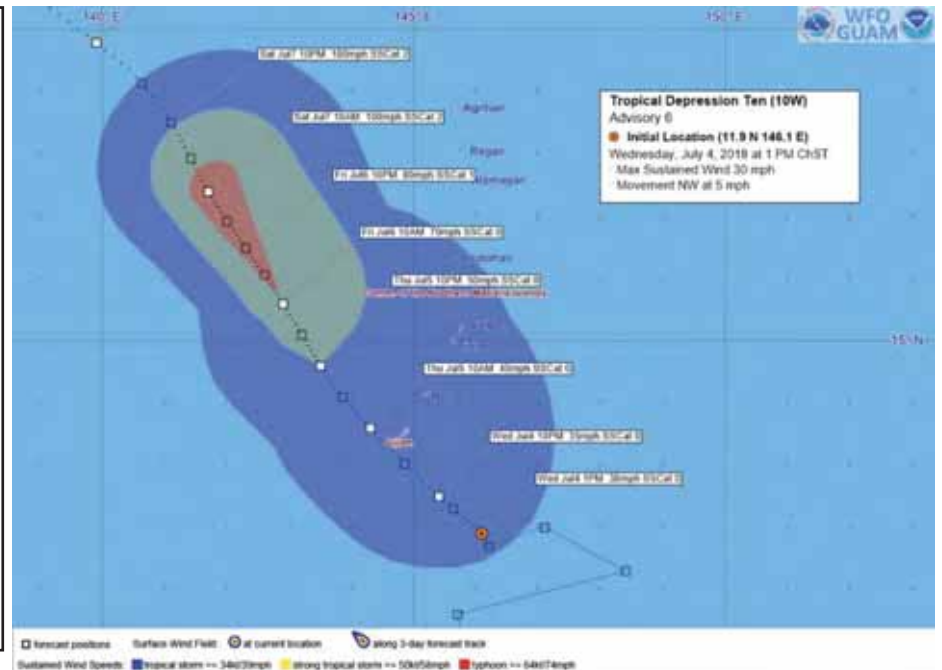 140°E
145°E
150°E
WFO
GUAM
Sat Jul7 10PM 100mph SSCat 2
Sat Jul7 10AM 100mph SSCat 2
Agrihan
Tropical Depression Ten (10W)
Advisory 6
Initial Location (11.9 N 146.1 E)
Wednesday, July 4, 2018 at 1 PM ChST
Max Sustained Wind 30 mph
Movement NW at 5 mph
Pagan
Fri Jul6 10PM 80mph SSCat 1
Alamagan
Fri Jul6 10AM 70mph SSCat 0
Thu Jul5 10PM 50mph SSCat 0
15°N
Thu Jul5 10AM 40mph SSCat 0
Wed Jul4 10PM 35mph SSCat 0
Wed Jul4 1PM 30mph SSCat 0
forecast positions Surface Wind Field: at current location along 3-day forecast track
Sustained Wind Speeds: tropical storm >= 34kt/39mph strong tropical storm >= 50kt/58mph typhoon >= 64kt/74mph